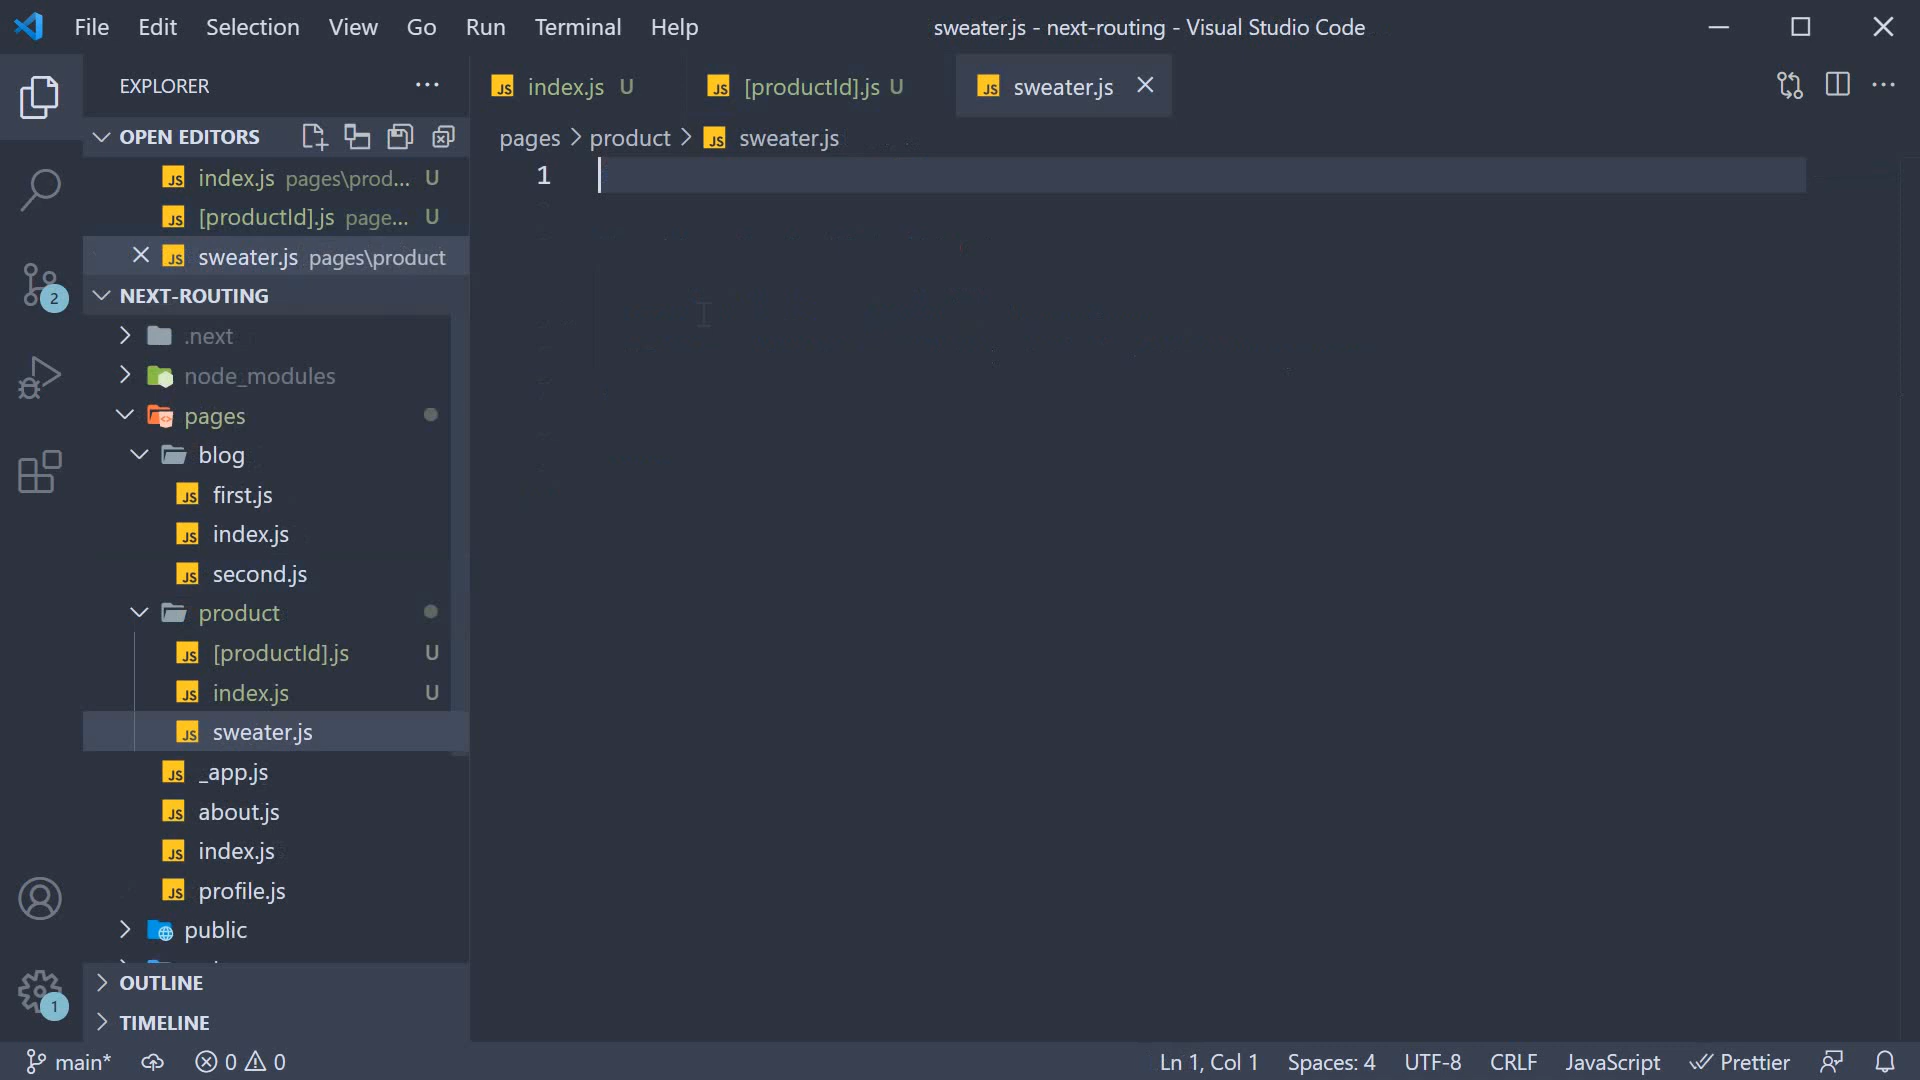 File Edit Selection View Go Run Terminal Help
sweater.js - next-routing - Visual Studio Code
EXPLORER
index.js U
[productId].js U
sweater.js
OPEN EDITORS
pages > product > sweater.js
1
index.js pages\prod... U
[productId].js page... U
sweater.js pages\product
NEXT-ROUTING
.next
node_modules
pages
blog
first.js
index.js
second.js
product
[productId].js U
index.js U
sweater.js
_app.js
about.js
index.js
profile.js
public
OUTLINE
TIMELINE
2
1
main* 0 0
Ln 1, Col 1 Spaces: 4 UTF-8 CRLF JavaScript Prettier